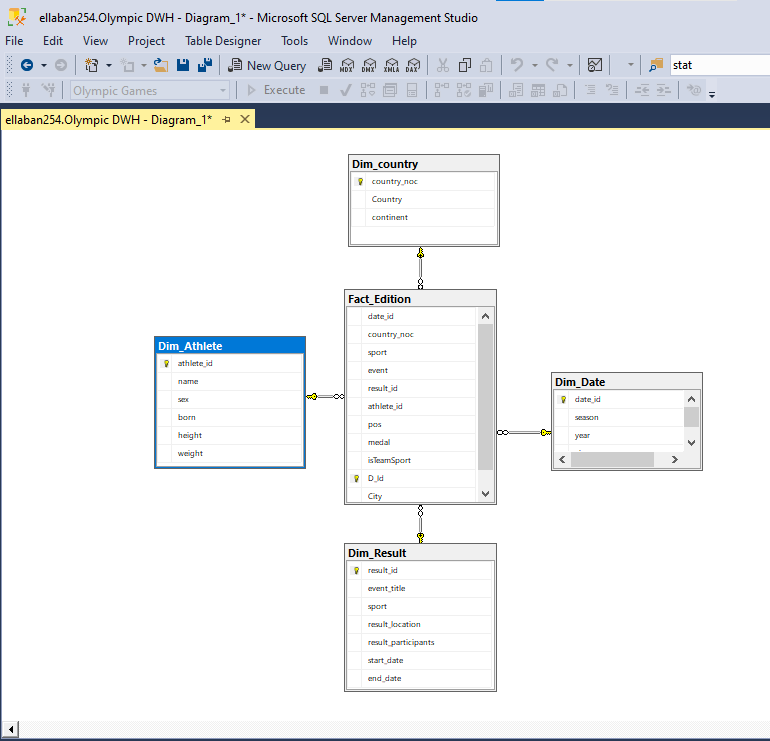 ellaban254.Olympic DWH - Diagram_1* - Microsoft SQL Server Management Studio
File Edit View Project Table Designer Tools Window Help
New Query MDX DMX XMLA DAX stat
Olympic Games Execute
ellaban254.Olympic DWH - Diagram_1*
Dim_country
country_noc
Country
continent
Fact_Edition
date_id
country_noc
sport
event
result_id
athlete_id
pos
medal
isTeamSport
D_Id
City
Dim_Athlete
athlete_id
name
sex
born
height
weight
Dim_Date
date_id
season
year
Dim_Result
result_id
event_title
sport
result_location
result_participants
start_date
end_date